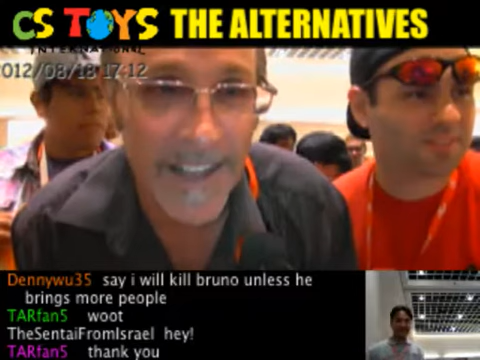 CS TOYS THE ALTERNATIVES
INTERNATIONAL
2012/08/18 17:12
Dennywu35 say i will kill bruno unless he
brings more people
TARfan5 woot
TheSentaiFromIsrael hey!
TARfan5 thank you